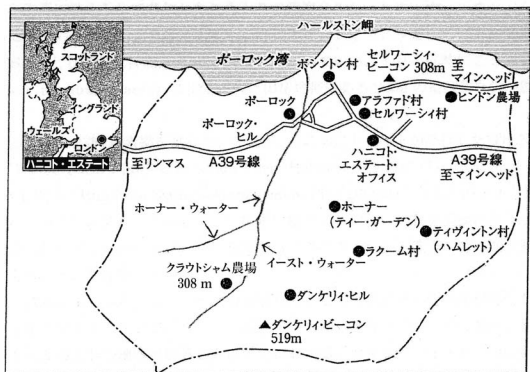 スコットランド
イングランド
ウェールズ
ロンドン
ハニコト・エステート
ハールストン岬
ポーロック湾
ボシントン村
セルワーシィ・
ビーコン 308m
至
マインヘッド
ヒンドン農場
アラファド村
セルワーシィ村
ポーロック
ポーロック・
ヒル
ハニコト・
エステート・
オフィス
至リンマス
A39号線
A39号線
至マインヘッド
ホーナー・ウォーター
ホーナー
(ティー・ガーデン)
ティヴィントン村
(ハムレット)
ラクーム村
イースト・ウォーター
クラウトシャム農場
308 m
ダンケリィ・ヒル
ダンケリィ・ビーコン
519m